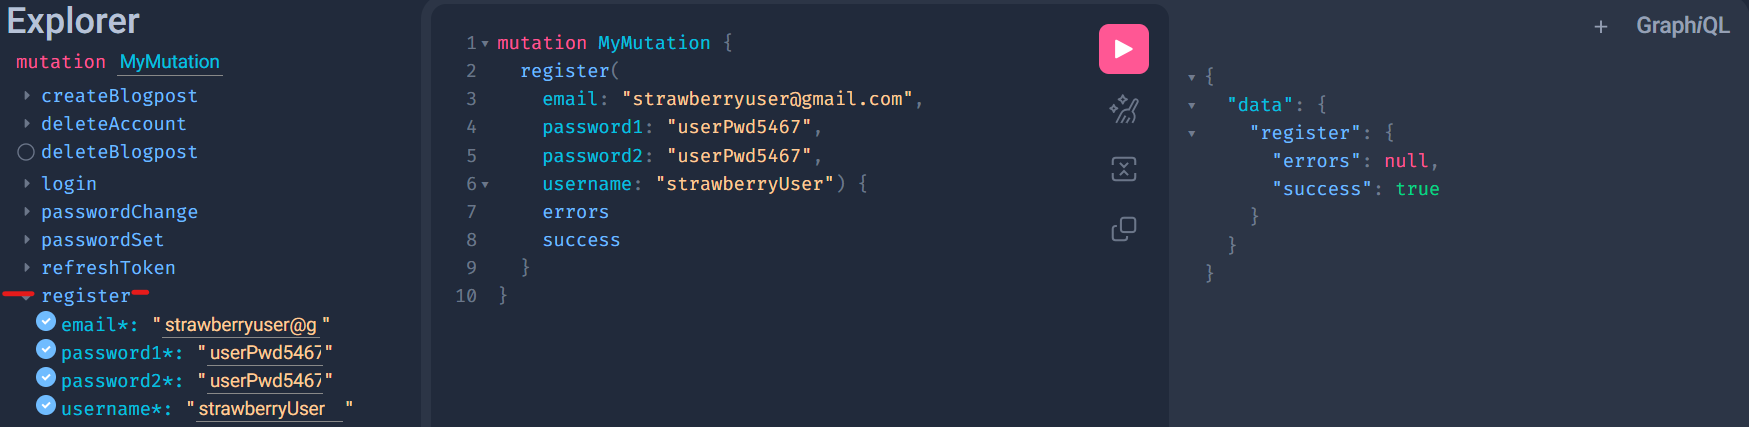 Explorer
mutation MyMutation
createBlogpost
deleteAccount
deleteBlogpost
login
passwordChange
passwordSet
refreshToken
register
email*: "strawberryuser@g"
password1*: "userPwd5467"
password2*: "userPwd5467"
username*: "strawberryUser"
1 mutation MyMutation {
2 register(
3 email: "strawberryuser@gmail.com",
4 password1: "userPwd5467",
5 password2: "userPwd5467",
6 username: "strawberryUser") {
7 errors
8 success
9 }
10 }
+ GraphiQL
{
"data": {
"register": {
"errors": null,
"success": true
}
}
}